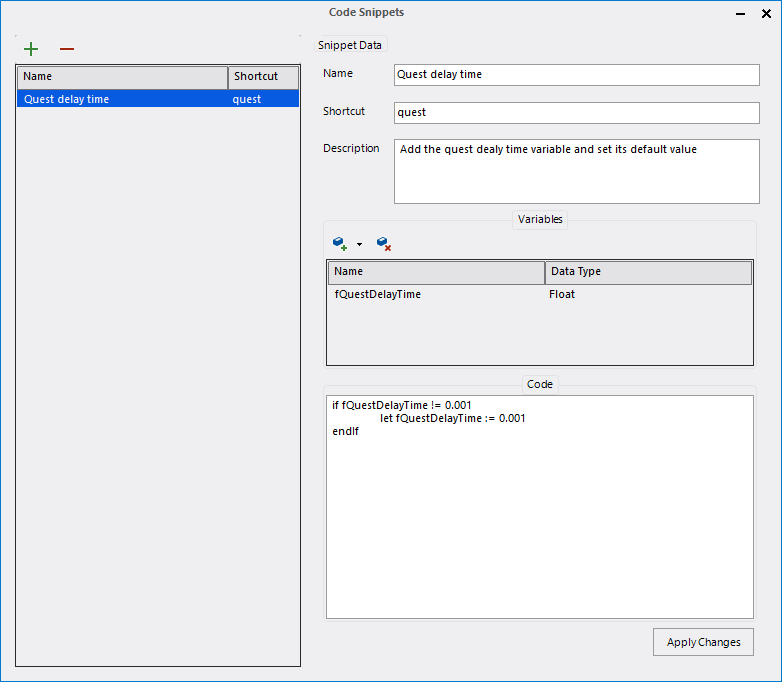 Code Snippets
Name Shortcut
Quest delay time quest
Snippet Data
Name Quest delay time
Shortcut quest
Description Add the quest dealy time variable and set its default value
Variables
Name Data Type
fQuestDelayTime Float
Code
if fQuestDelayTime != 0.001
let fQuestDelayTime := 0.001
endIf
Apply Changes